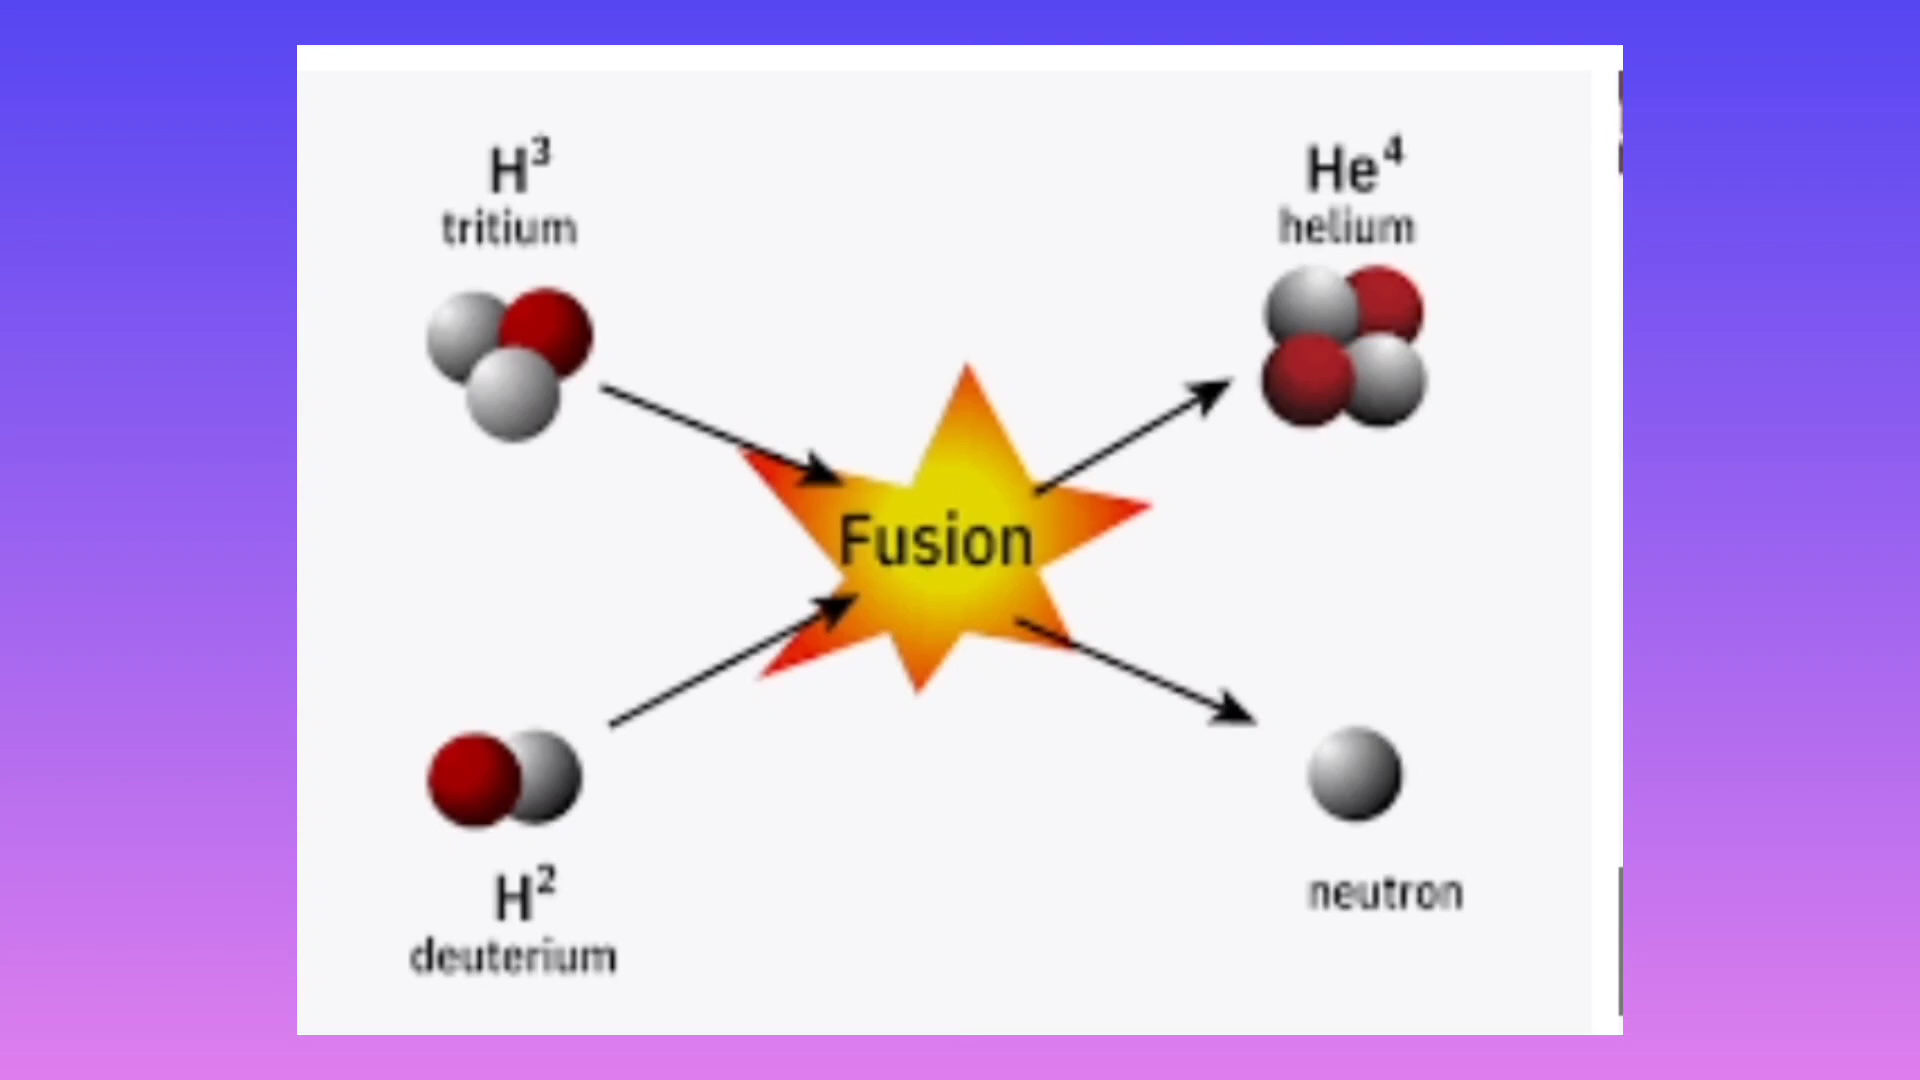 H³
tritium
He⁴
helium
Fusion
H²
deuterium
neutron